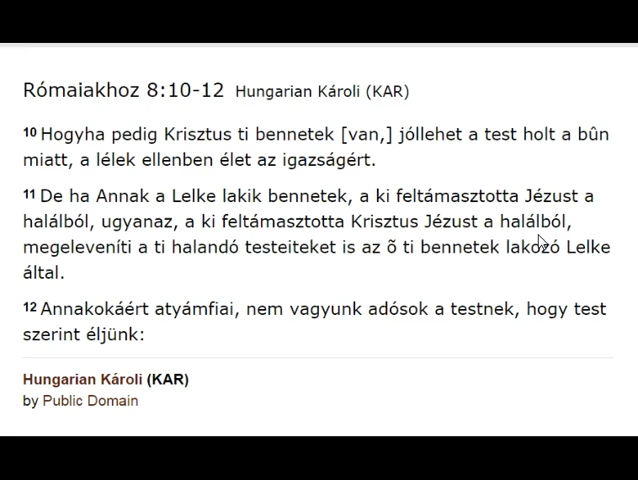 Rómaiakhoz 8:10-12 Hungarian Károli (KAR)
10 Hogyha pedig Krisztus ti bennetek [van,] jóllehet a test holt a bûn
miatt, a lélek ellenben élet az igazságért.
11 De ha Annak a Lelke lakik bennetek, a ki feltámasztotta Jézust a
halálból, ugyanaz, a ki feltámasztotta Krisztus Jézust a halálból,
megeleveníti a ti halandó testeiteket is az õ ti bennetek lakozó Lelke
által.
12 Annakokáért atyámfiai, nem vagyunk adósok a testnek, hogy test
szerint éljünk:
Hungarian Károli (KAR)
by Public Domain